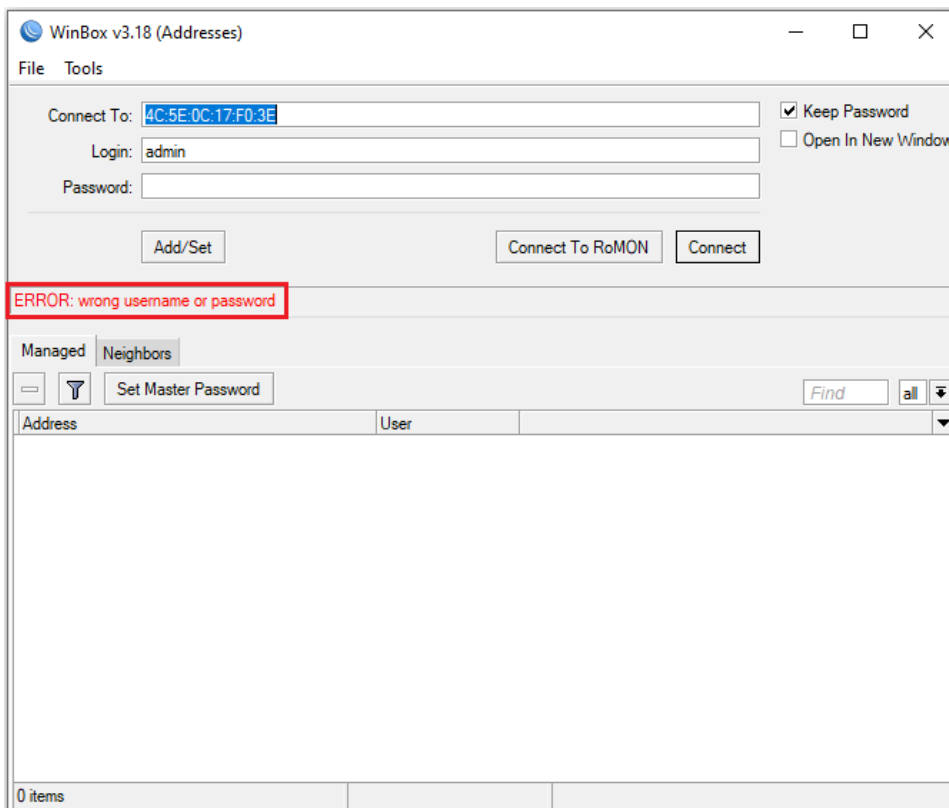 WinBox v3.18 (Addresses)
File Tools
Connect To: 4C:5E:0C:17:F0:3E
Keep Password
Login: admin
Open In New Window
Password:
Add/Set Connect To RoMON Connect
ERROR: wrong username or password
Managed Neighbors
Set Master Password Find all
Address User
0 items